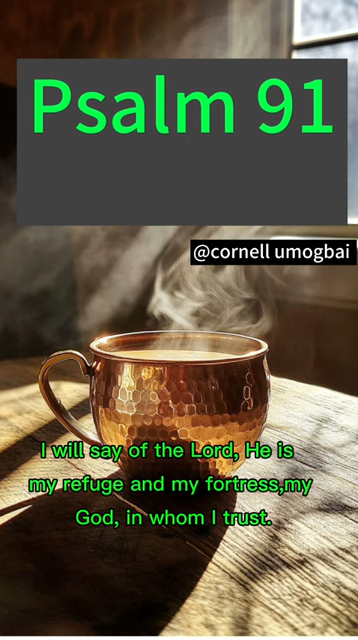 Psalm 91
@cornell umogbai
I will say of the Lord, He is
my refuge and my fortress,my
God, in whom I trust.